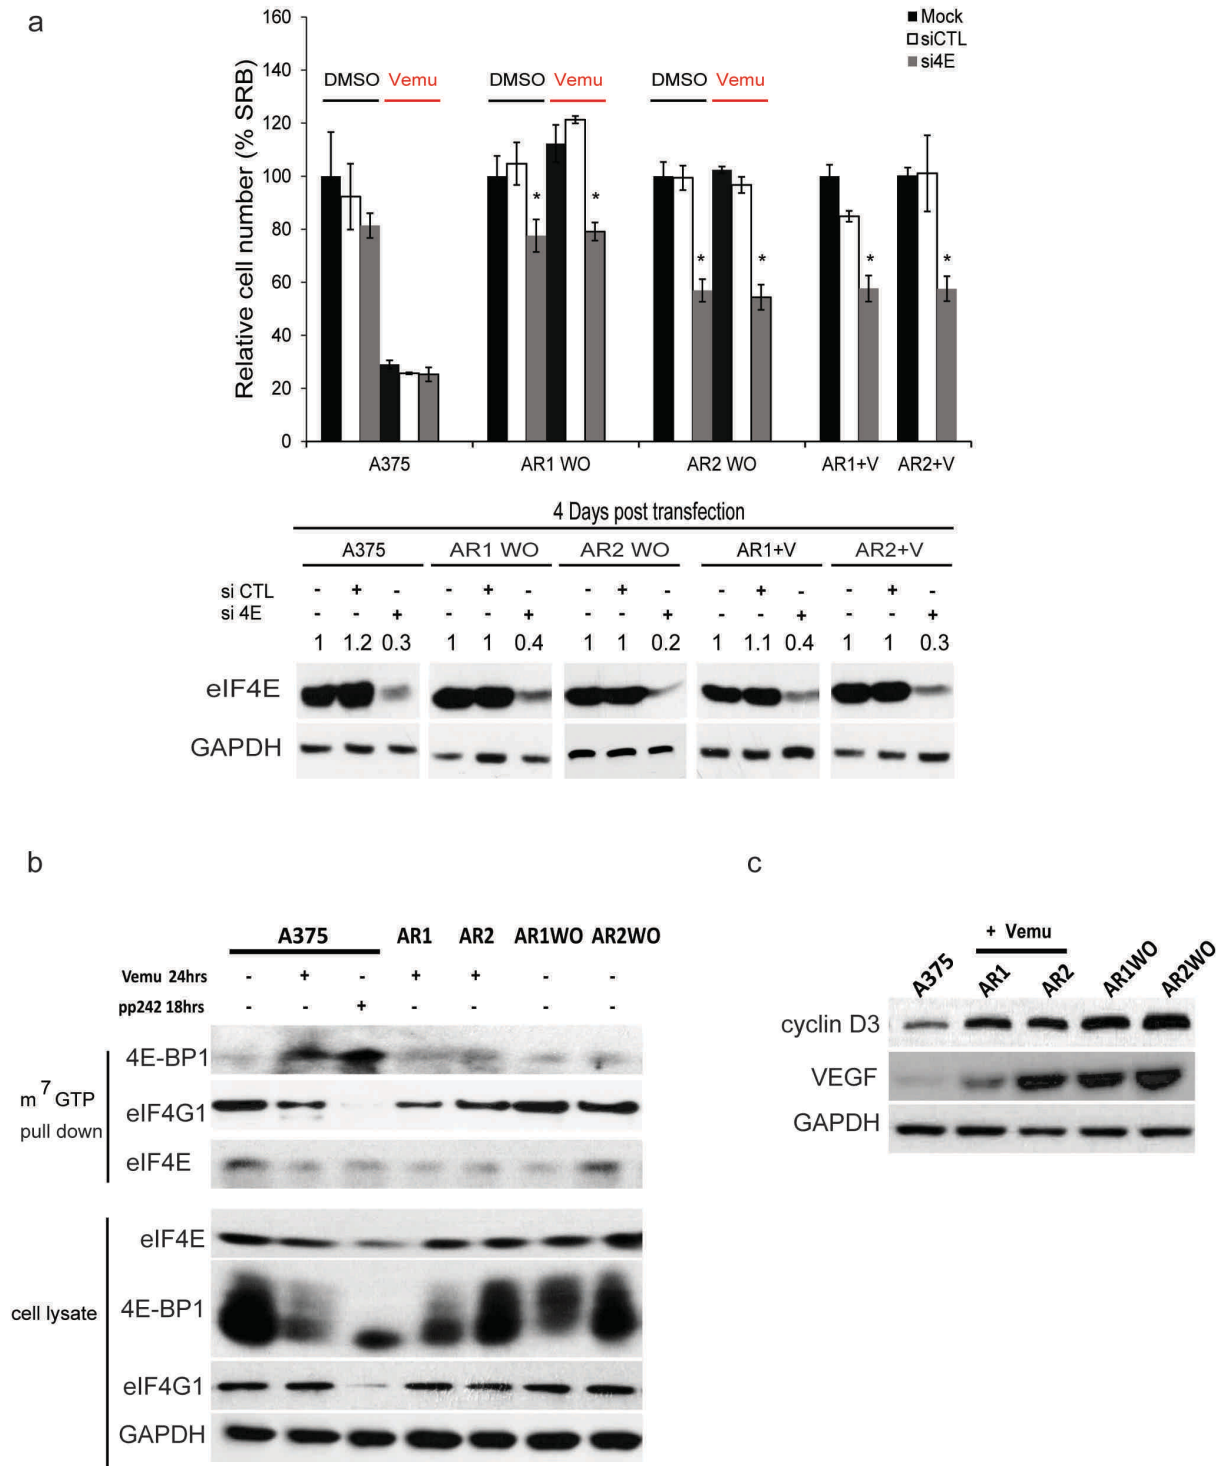 a
160
140
120
100
80
60
40
20
0
Relative cell number (% SRB)
Mock
siCTL
si4E
DMSO Vemu DMSO Vemu DMSO Vemu
* * * * * *
A375 AR1 WO AR2 WO AR1+V AR2+V
4 Days post transfection
A375 AR1 WO AR2 WO AR1+V AR2+V
si CTL - + - - + - - + - - + - - + -
si 4E - - + - - + - - + - - + - - +
1 1.2 0.3 1 1 0.4 1 1 0.2 1 1.1 0.4 1 1 0.3
eIF4E
GAPDH
b
A375 AR1 AR2 AR1WO AR2WO
Vemu 24hrs - + - + + - -
pp242 18hrs - - + - - - -
m7 GTP
pull down
4E-BP1
eIF4G1
eIF4E
cell lysate
eIF4E
4E-BP1
eIF4G1
GAPDH
c
+ Vemu
A375 AR1 AR2 AR1WO AR2WO
cyclin D3
VEGF
GAPDH